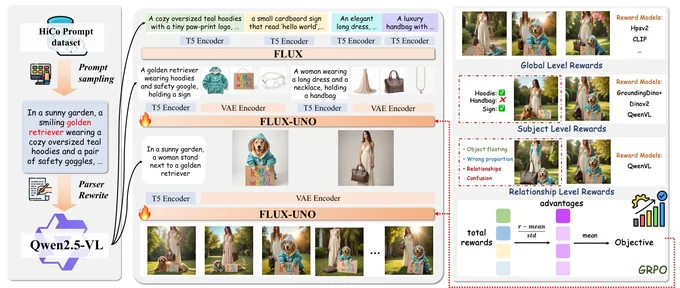 HiCo Prompt
dataset
Prompt
sampling
In a sunny garden, a
smiling golden
retriever wearing a
cozy oversized teal
hoodies and a pair
of safety goggles, ...
Parser
Rewrite
Qwen2.5-VL
A cozy oversized teal hoodies
with a tiny paw-print logo, ...
a small cardboard sign
that read 'hello world',...
An elegant
long dress, ...
A luxury
handbag with ...
T5 Encoder
T5 Encoder
T5 Encoder
T5 Encoder
FLUX
A golden retriever
wearing hoodies
and safety goggle,
holding a sign
A woman wearing
a long dress and a
necklace, holding
a handbag
T5 Encoder
VAE Encoder
T5 Encoder
VAE Encoder
FLUX-UNO
In a sunny garden,
a woman stand
next to a golden
retriever
T5 Encoder
VAE Encoder
FLUX-UNO
...
Reward Models:
Hpsv2
CLIP
...
Global Level Rewards
Hoodie:
Handbag:
Sign:
Reward Models:
GroundingDino+
Dinov2
QwenVL
Subject Level Rewards
• Object floating
• Wrong proportion
• Relationships
Confusion
Reward Models:
QwenVL
Relationship Level Rewards
advantages
total
rewards
r − mean
std
mean
Objective
GRPO